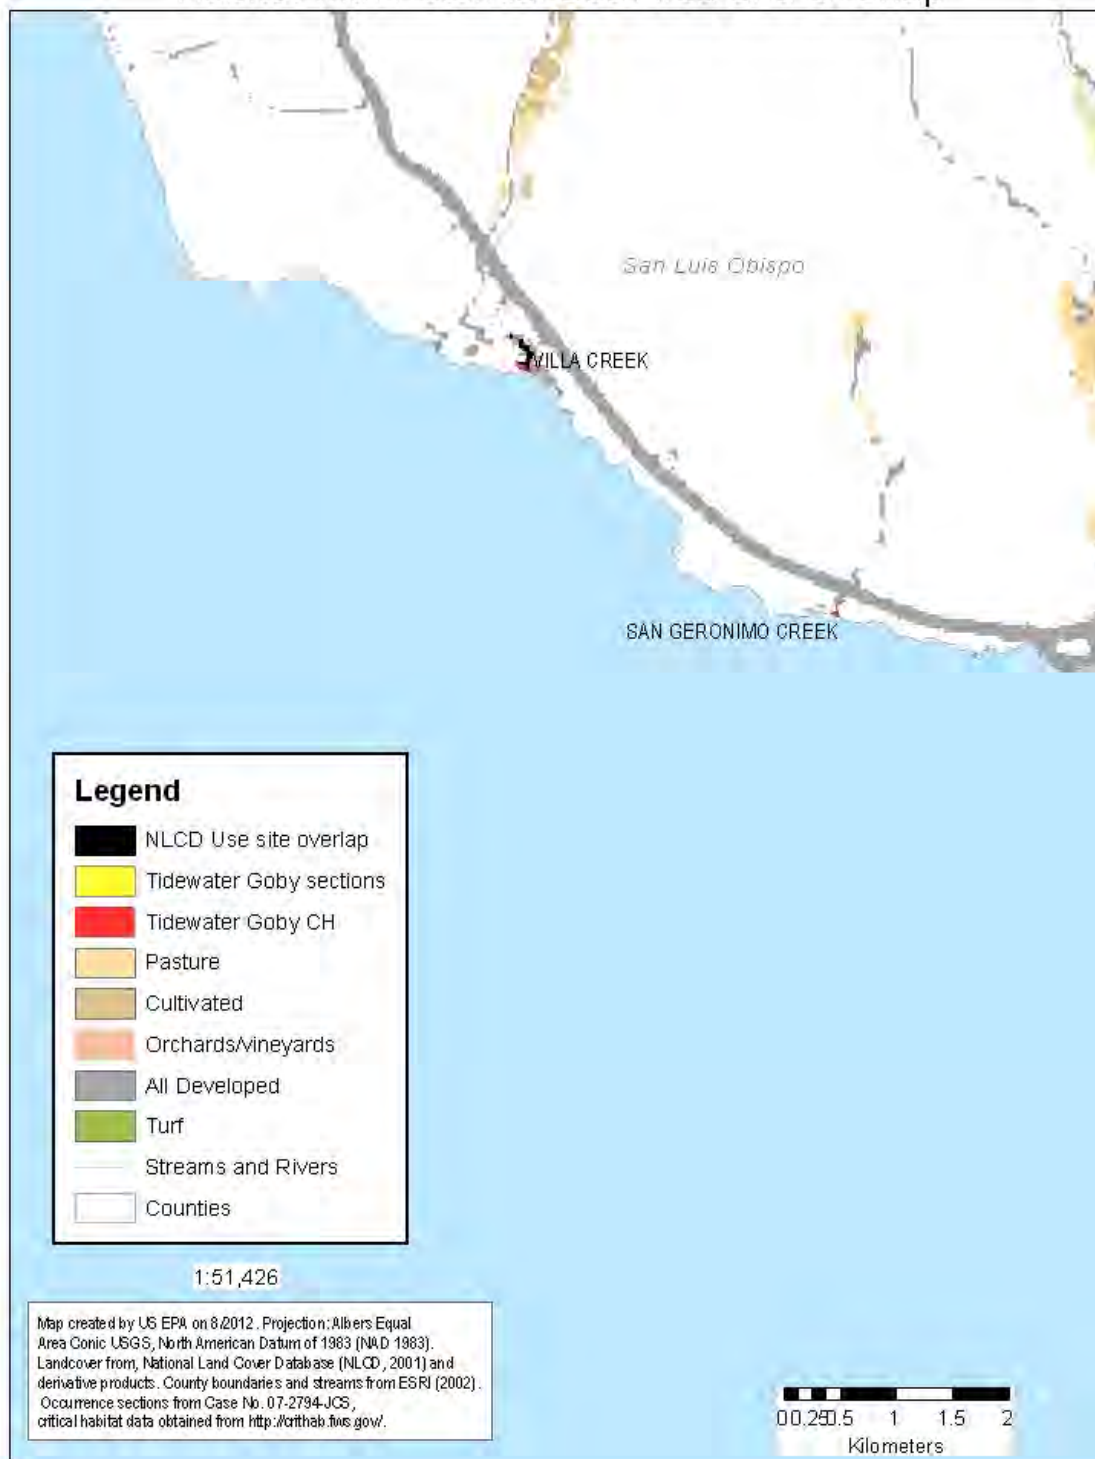 San Luis Obispo
VILLA CREEK
SAN GERONIMO CREEK
Legend
NLCD Use site overlap
Tidewater Goby sections
Tidewater Goby CH
Pasture
Cultivated
Orchards/vineyards
All Developed
Turf
Streams and Rivers
Counties
1:51,426
Map created by US EPA on 8/2012. Projection: Albers Equal
Area Conic USGS, North American Datum of 1983 (NAD 1983).
Landcover from, National Land Cover Database (NLCD, 2001) and
derivative products. County boundaries and streams from ESRI (2002).
Occurrence sections from Case No. 07-2794-JCS,
critical habitat data obtained from http://crithab.fws.gov/.
0 0.25 0.5 1 1.5 2
Kilometers